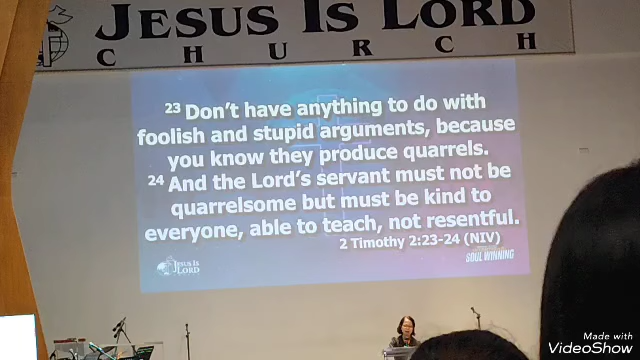 JESUS IS LORD
CHURCH
23 Don't have anything to do with
foolish and stupid arguments, because
you know they produce quarrels.
24 And the Lord's servant must not be
quarrelsome but must be kind to
everyone, able to teach, not resentful.
2 Timothy 2:23-24 (NIV)
JESUS IS
LORD
SOUL WINNING
Made with
VideoShow